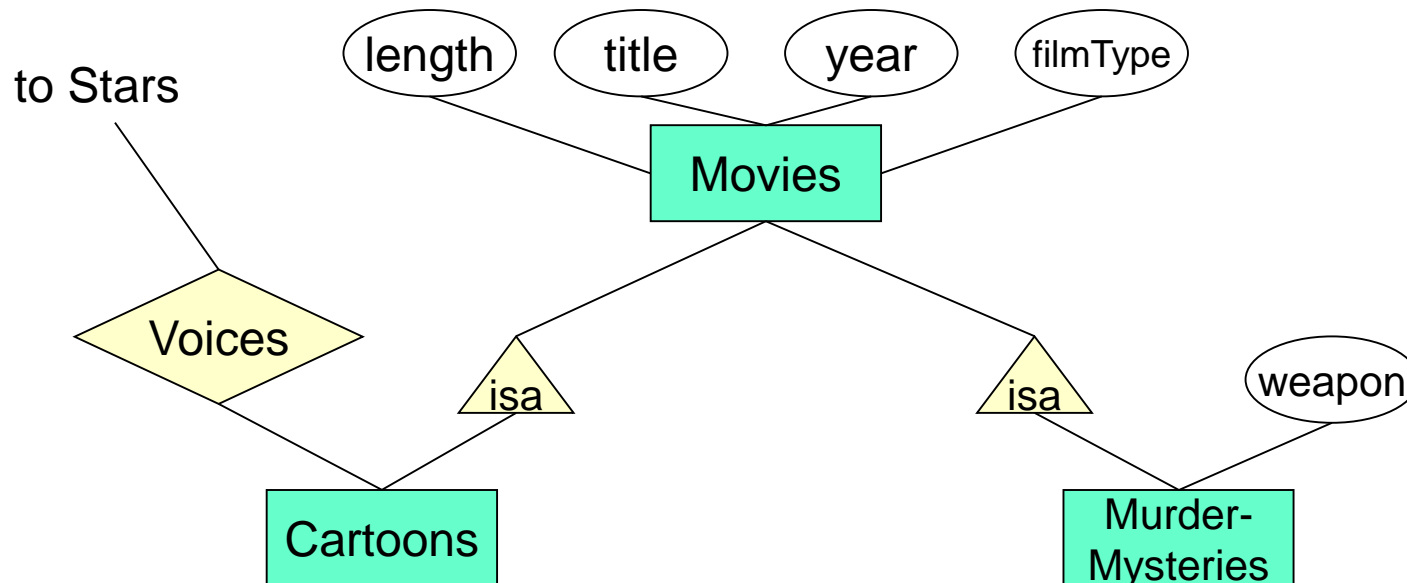 length
title
year
filmType
to Stars
Movies
Voices
isa
isa
weapon
Cartoons
Murder-
Mysteries